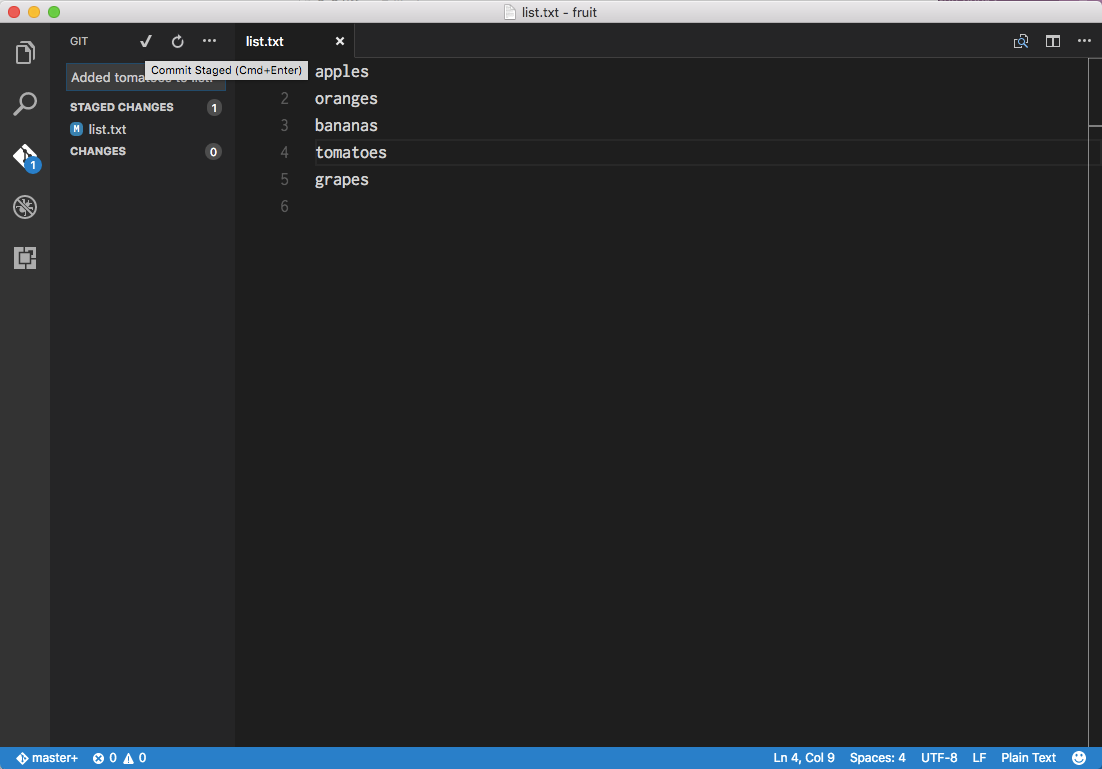 list.txt - fruit
GIT
list.txt
Commit Staged (Cmd+Enter)
Added tomatoes to list.
STAGED CHANGES 1
M list.txt
CHANGES 0
1
apples
2 oranges
3 bananas
4 tomatoes
5 grapes
6
master+ 0 0
Ln 4, Col 9 Spaces: 4 UTF-8 LF Plain Text